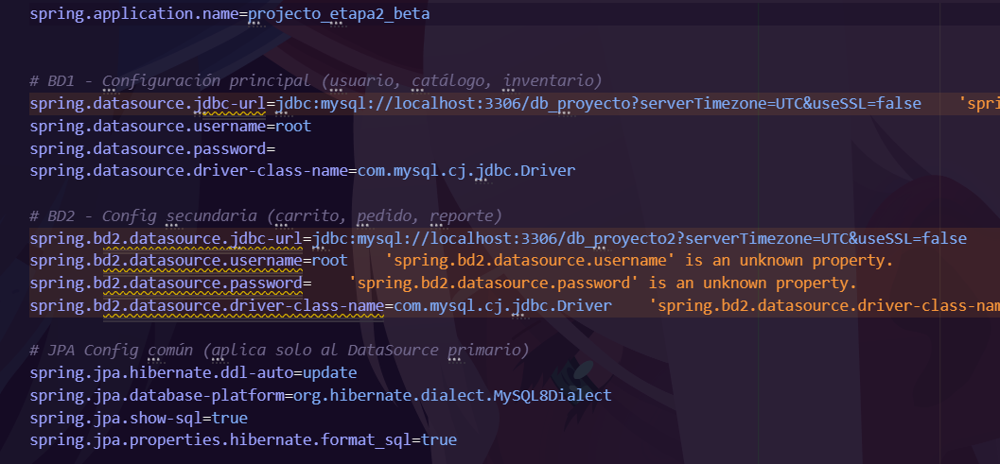 spring.application.name=projecto_etapa2_beta
# BD1 - Configuración principal (usuario, catálogo, inventario)
spring.datasource.jdbc-url=jdbc:mysql://localhost:3306/db_proyecto?serverTimezone=UTC&useSSL=false    'spri
spring.datasource.username=root
spring.datasource.password=
spring.datasource.driver-class-name=com.mysql.cj.jdbc.Driver
# BD2 - Config secundaria (carrito, pedido, reporte)
spring.bd2.datasource.jdbc-url=jdbc:mysql://localhost:3306/db_proyecto2?serverTimezone=UTC&useSSL=false
spring.bd2.datasource.username=root    'spring.bd2.datasource.username' is an unknown property.
spring.bd2.datasource.password=    'spring.bd2.datasource.password' is an unknown property.
spring.bd2.datasource.driver-class-name=com.mysql.cj.jdbc.Driver    'spring.bd2.datasource.driver-class-nam
# JPA Config común (aplica solo al DataSource primario)
spring.jpa.hibernate.ddl-auto=update
spring.jpa.database-platform=org.hibernate.dialect.MySQL8Dialect
spring.jpa.show-sql=true
spring.jpa.properties.hibernate.format_sql=true